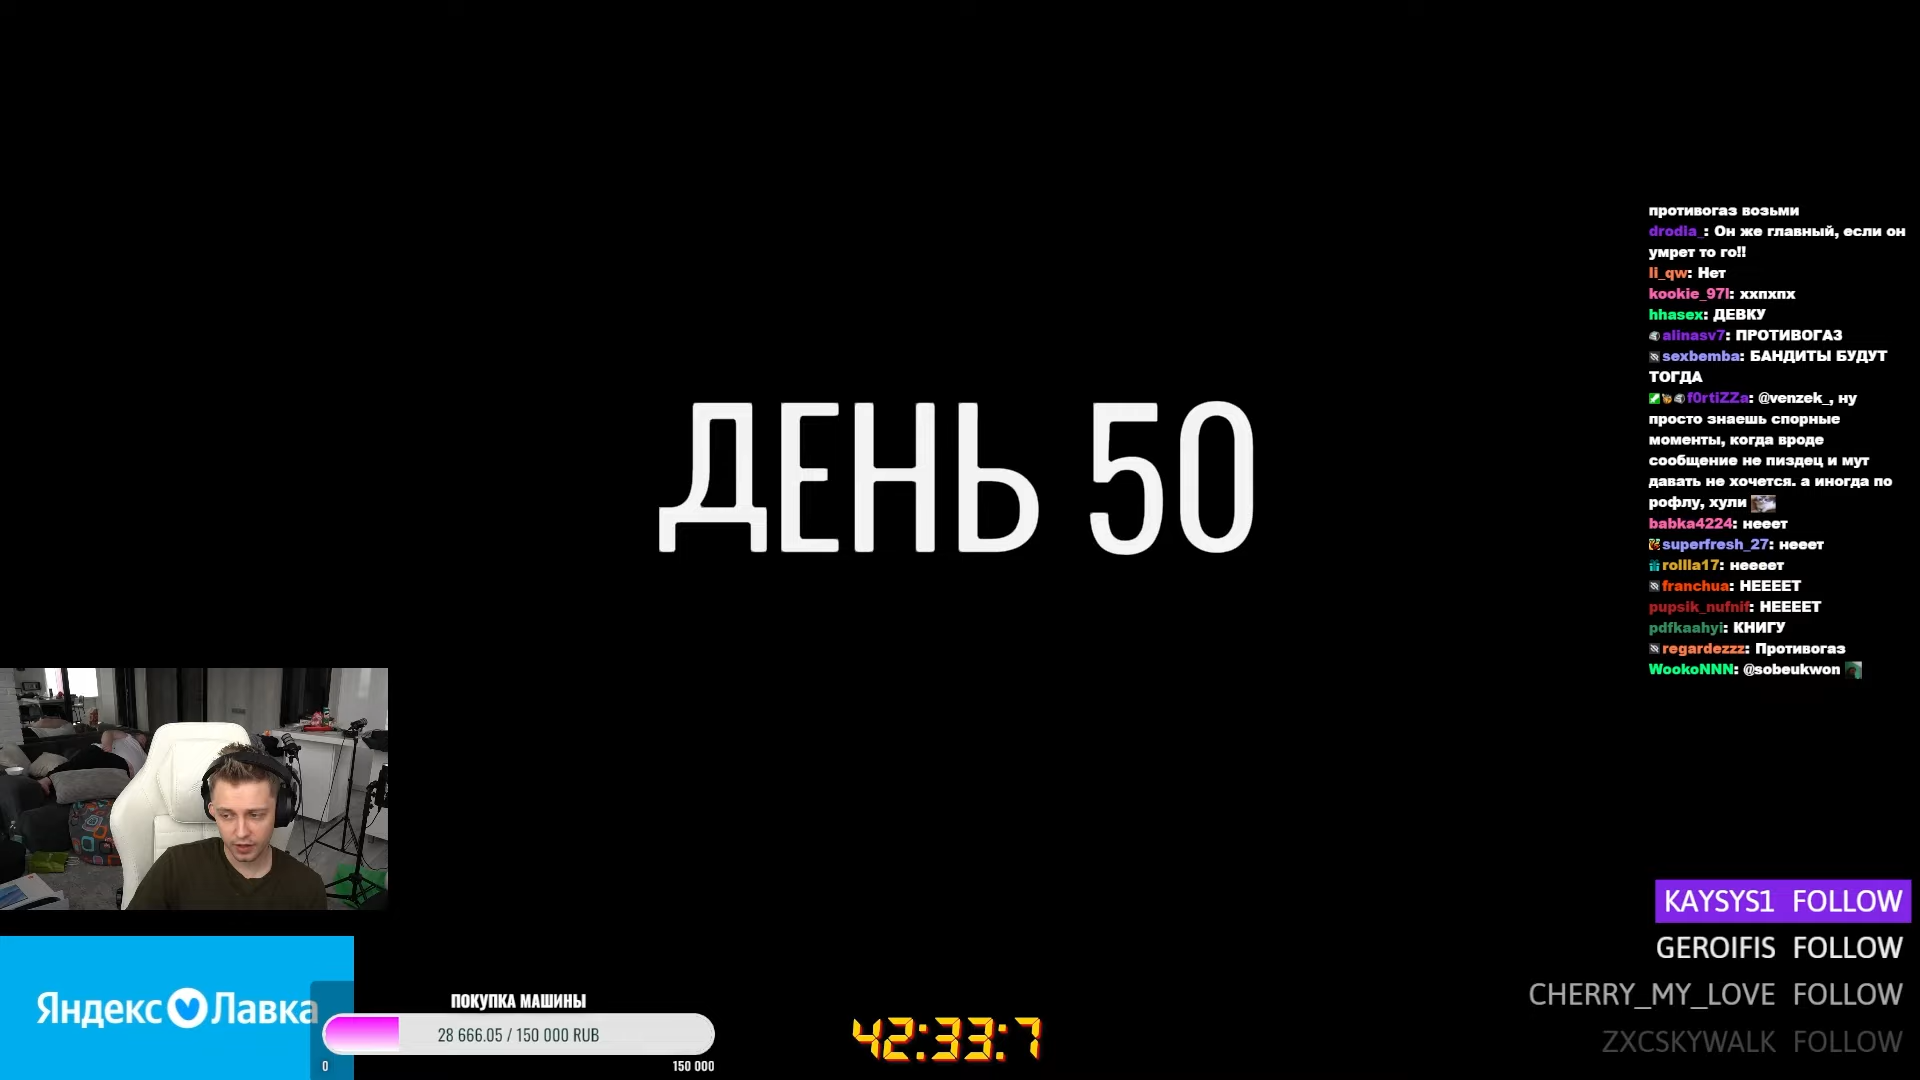 ДЕНЬ 50
противогаз возьми
drodia_: Он же главный, если он
умрет то го!!
li_qw: Нет
kookie_97l: ххпхпх
hhasex: ДЕВКУ
alinasv7: ПРОТИВОГАЗ
sexbemba: БАНДИТЫ БУДУТ
ТОГДА
f0rtiZZa: @venzek_, ну
просто знаешь спорные
моменты, когда вроде
сообщение не пиздец и мут
давать не хочется. а иногда по
рофлу, хули
babka4224: нееет
superfresh_27: нееет
rollla17: неееет
franchua: НЕЕЕЕТ
pupsik_nufnif: НЕЕЕЕТ
pdfkaahyi: КНИГУ
regardezzz: Противогаз
WookoNNN: @sobeukwon
KAYSYS1 FOLLOW
GEROIFIS FOLLOW
CHERRY_MY_LOVE FOLLOW
ZXCSKYWALK FOLLOW
Яндекс Лавка
ПОКУПКА МАШИНЫ
28 666.05 / 150 000 RUB
0
150 000
42:33:7